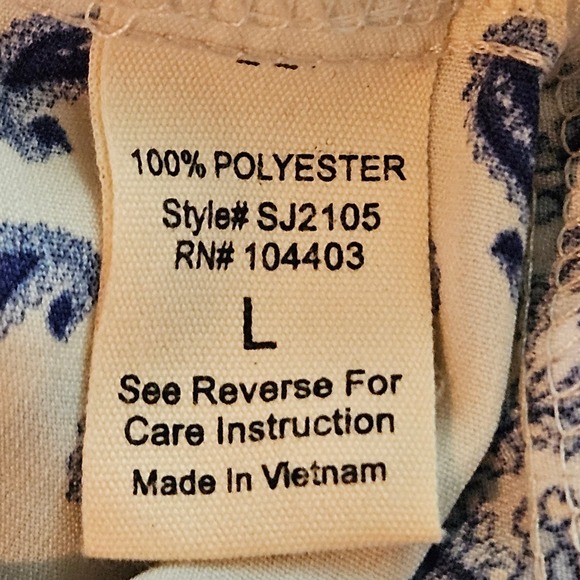 100% POLYESTER
Style# SJ2105
RN# 104403
L
See Reverse For
Care Instruction
Made In Vietnam